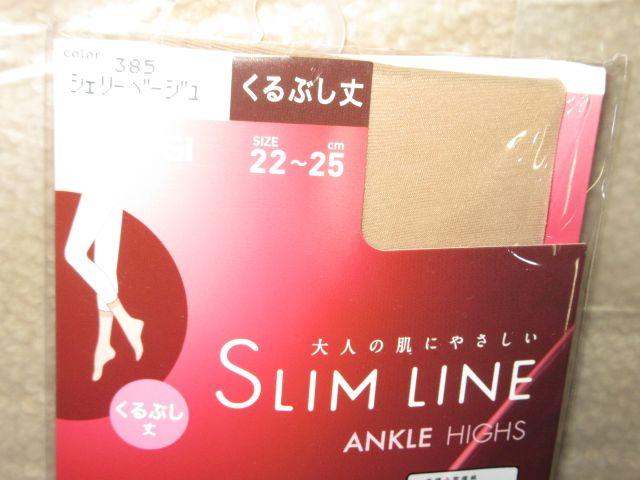 color
385
シェリーベージュ
くるぶし丈
SIZE cm
22~25
大人の肌にやさしい
SLIM LINE
ANKLE HIGHS
くるぶし
丈